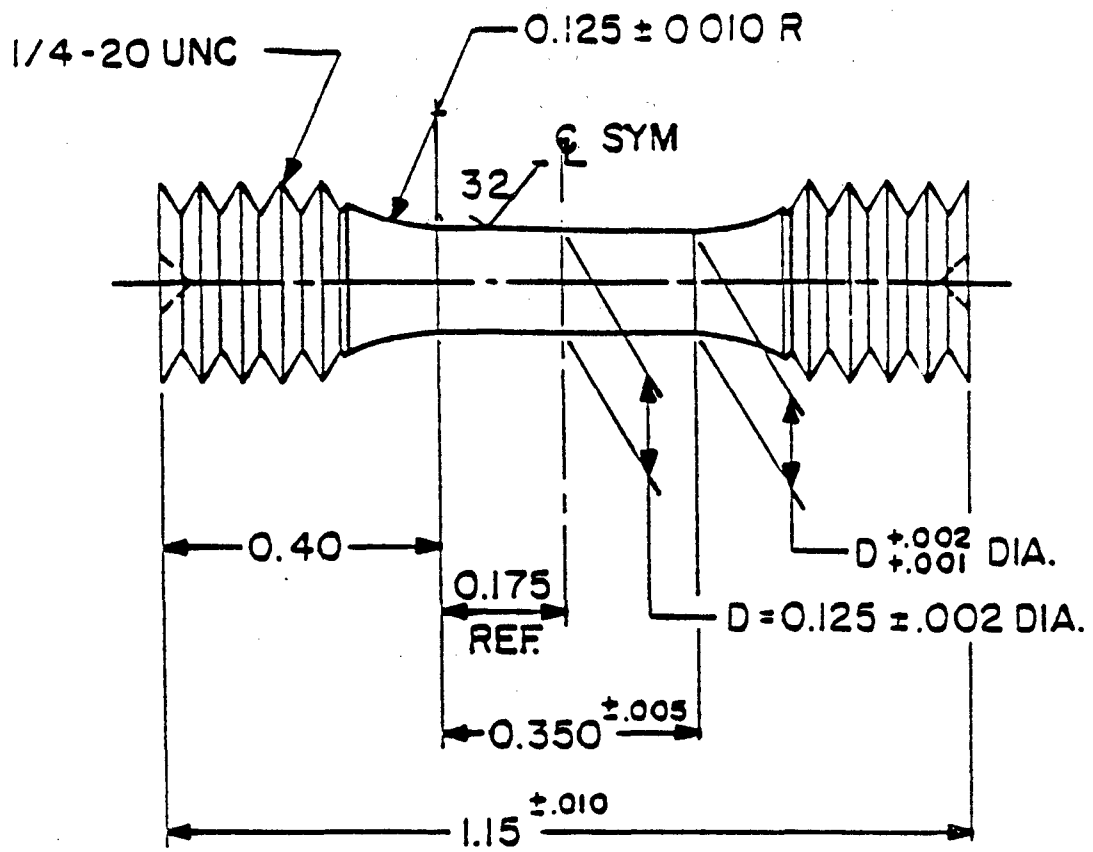 1/4-20 UNC
0.125 ± 0 010 R
℄ SYM
32
0.40
0.175
REF.
D +.002 +.001 DIA.
D = 0.125 ±.002 DIA.
0.350 ±.005
1.15 ±.010